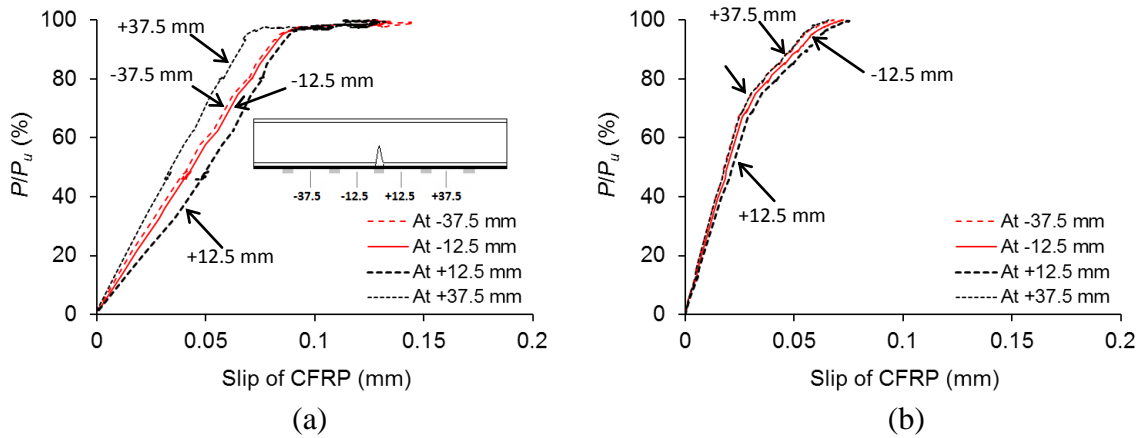 P/Pu (%)
100
80
60
40
20
0
0
0.05
0.1
0.15
0.2
Slip of CFRP (mm)
+37.5 mm
-37.5 mm
-12.5 mm
+12.5 mm
-37.5
-12.5
+12.5
+37.5
At -37.5 mm
At -12.5 mm
At +12.5 mm
At +37.5 mm
(a)
P/Pu (%)
100
80
60
40
20
0
0
0.05
0.1
0.15
0.2
Slip of CFRP (mm)
+37.5 mm
-12.5 mm
+12.5 mm
At -37.5 mm
At -12.5 mm
At +12.5 mm
At +37.5 mm
(b)